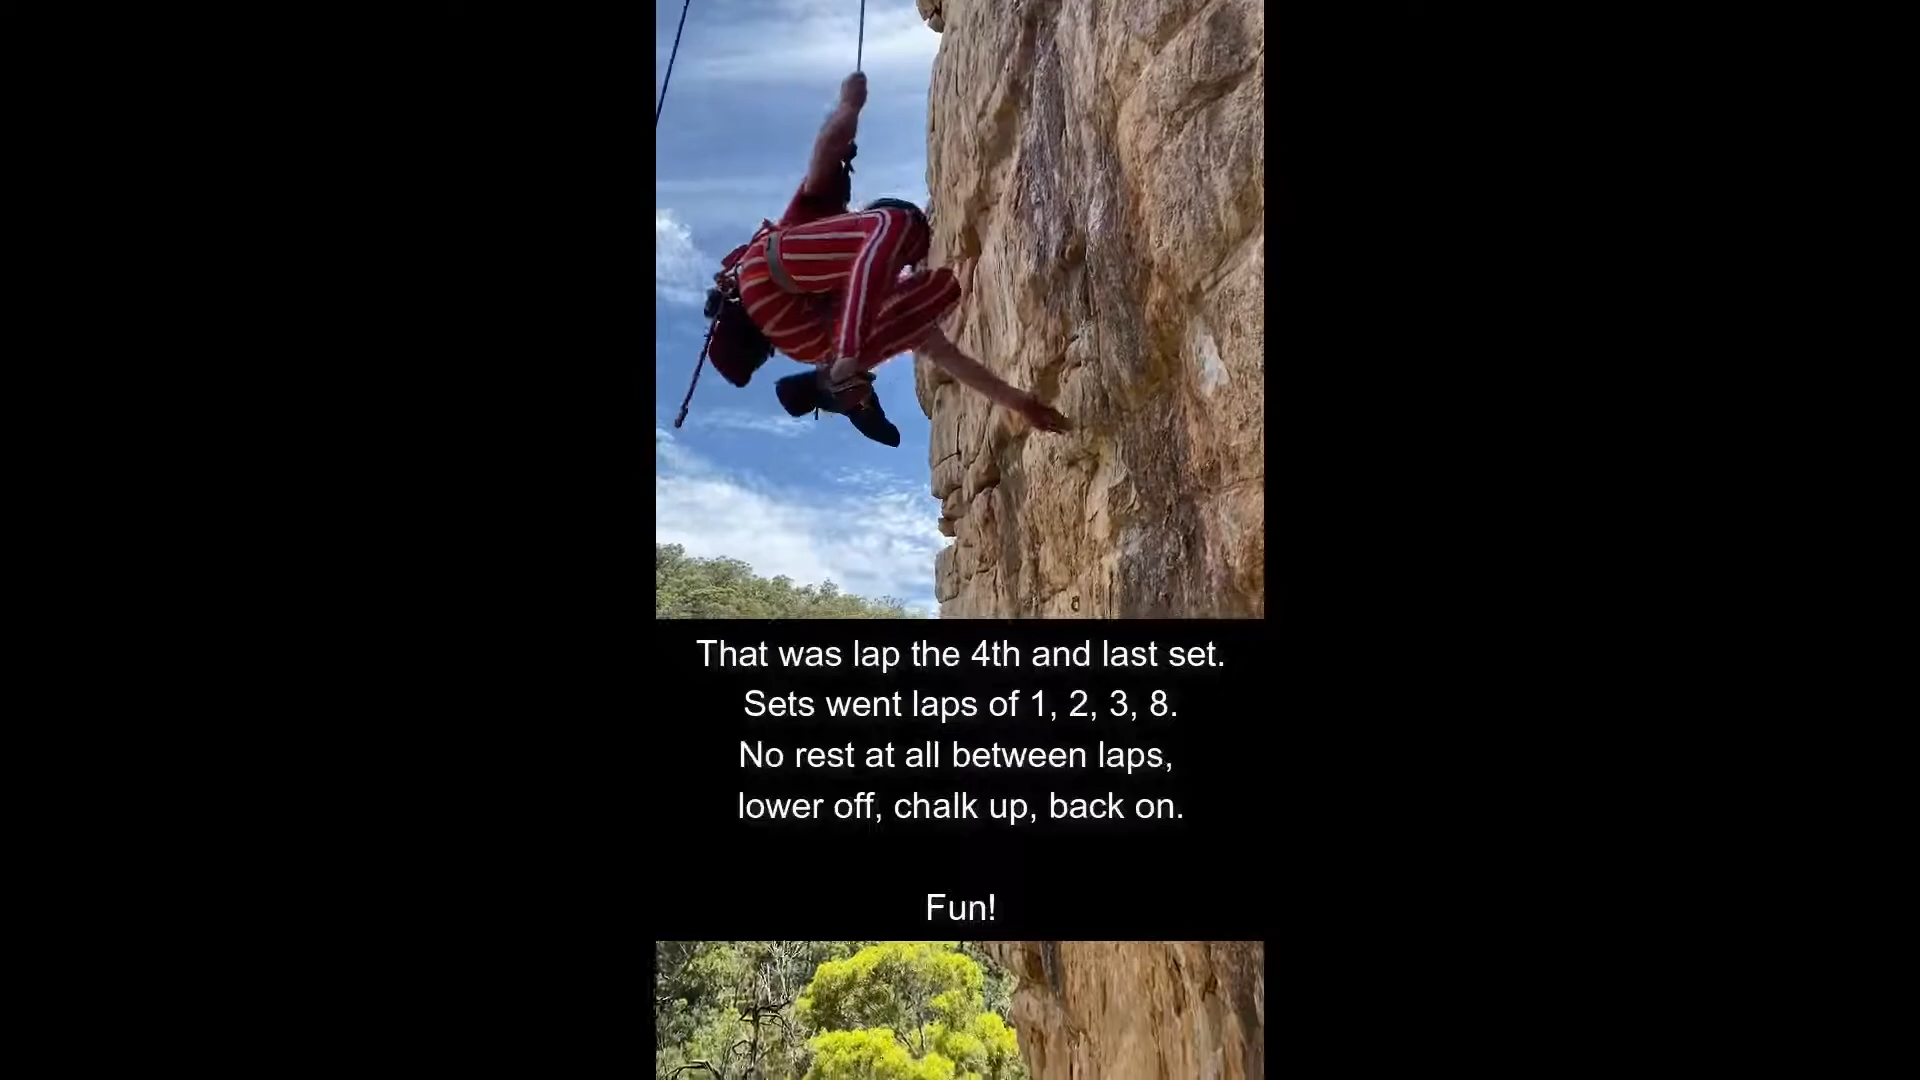 That was lap the 4th and last set.
Sets went laps of 1, 2, 3, 8.
No rest at all between laps,
lower off, chalk up, back on.
Fun!